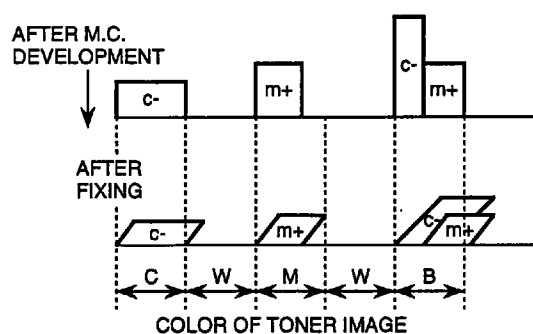 AFTER M.C.
DEVELOPMENT
c-
m+
c-
m+
AFTER
FIXING
c-
m+
c-
m+
C W M W B
COLOR OF TONER IMAGE